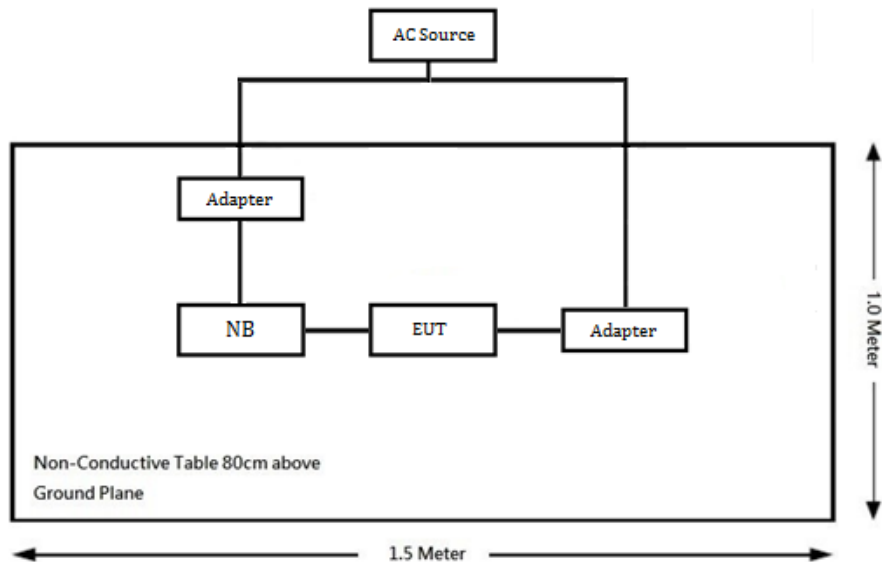 AC Source
Adapter
NB
EUT
Adapter
1.0 Meter
Non-Conductive Table 80cm above
Ground Plane
1.5 Meter